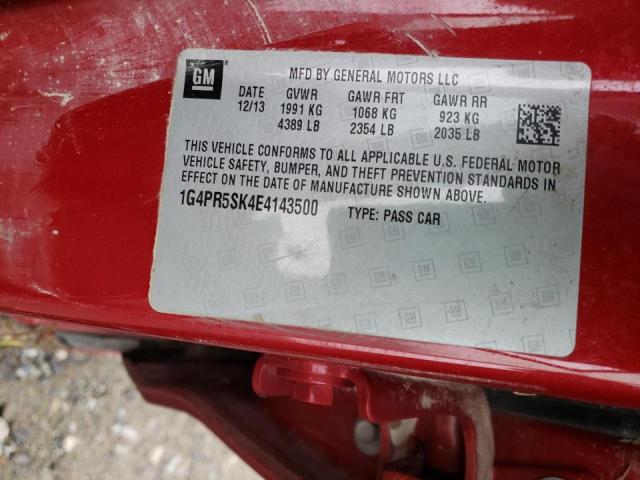 GM ® MFD BY GENERAL MOTORS LLC
DATE GVWR GAWR FRT GAWR RR
12/13 1991 KG 1068 KG 923 KG
4389 LB 2354 LB 2035 LB
THIS VEHICLE CONFORMS TO ALL APPLICABLE U.S. FEDERAL MOTOR
VEHICLE SAFETY, BUMPER, AND THEFT PREVENTION STANDARDS
IN EFFECT ON THE DATE OF MANUFACTURE SHOWN ABOVE.
1G4PR5SK4E4143500 TYPE: PASS CAR